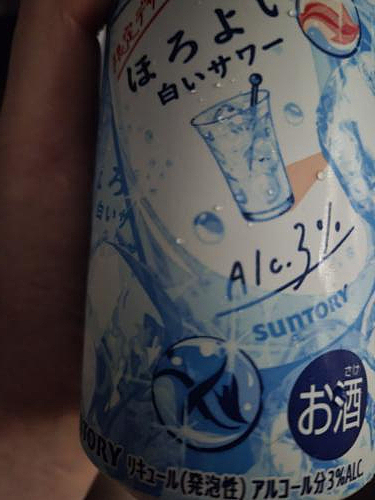 ほろよい
白いサワー
Alc.3%
SUNTORY
さけ
お酒
リキュール(発泡性) アルコール分3%ALC